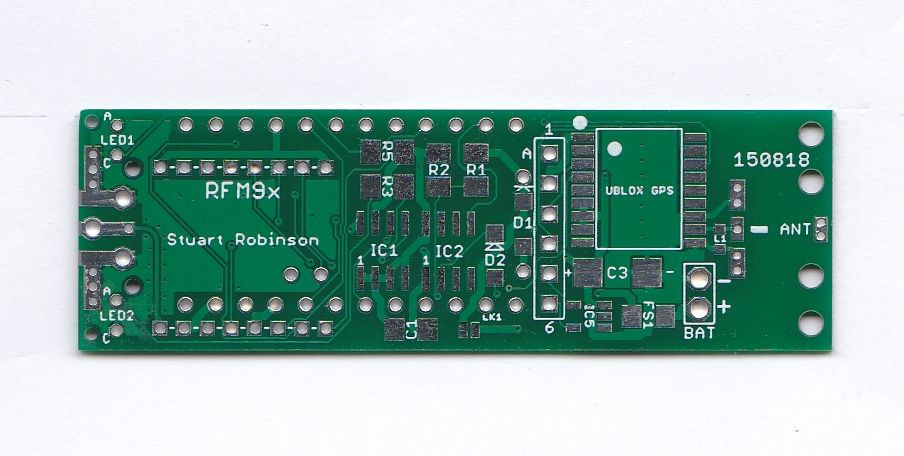 A
LED1
C
RFM9x
Stuart Robinson
A
LED2
C
R5
R3
R2
R1
IC1
IC2
1
1
C1
LK1
D1
D2
1
A
6
UBLOX GPS
+
C3
-
IC5
FS1
-
+
BAT
L1
150818
- ANT